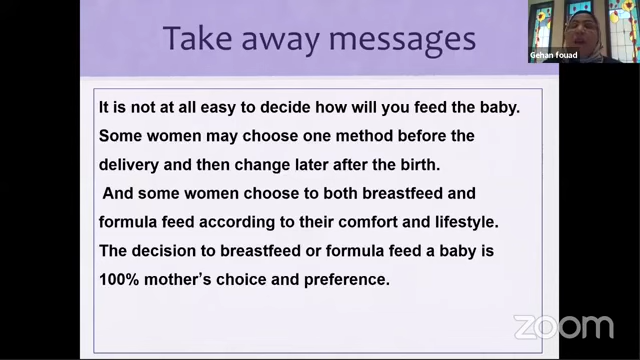 Take away messages
Gehan fouad
It is not at all easy to decide how will you feed the baby.
Some women may choose one method before the
delivery and then change later after the birth.
And some women choose to both breastfeed and
formula feed according to their comfort and lifestyle.
The decision to breastfeed or formula feed a baby is
100% mother's choice and preference.
zoom